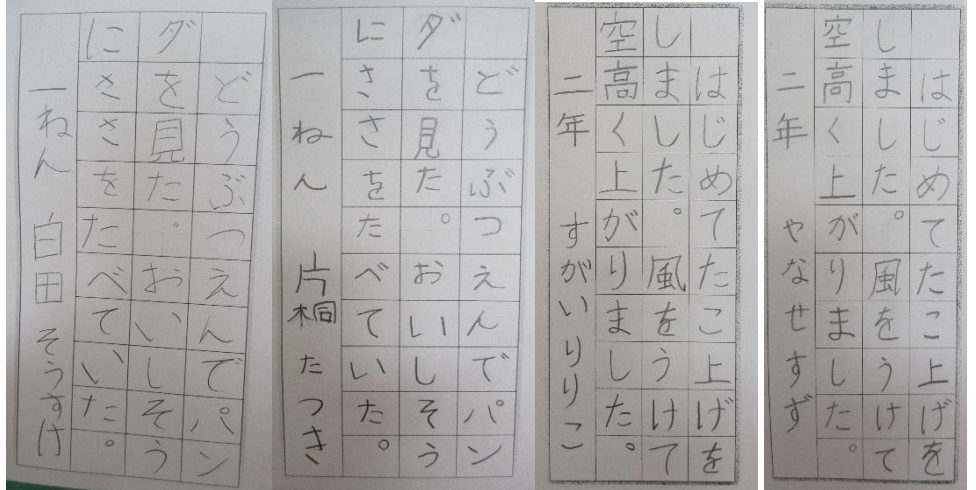 どうぶつえんでパン
ダを見た。おいしそう
にささをたべていた。
一ねん 白田 そうすけ
どうぶつえんでパン
ダを見た。おいしそう
にささをたべていた。
一ねん 片桐 たつき
はじめてたこ上げを
しました。風をうけて
空高く上がりました。
二年 すがいりりこ
はじめてたこ上げを
しました。風をうけて
空高く上がりました。
二年 やなせすず